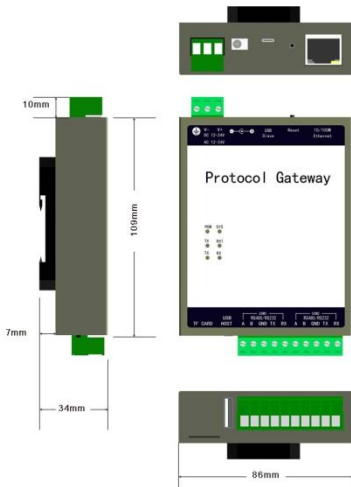 10mm
109mm
7mm
34mm
V- V+
DC 12-24V
AC 12-24V
USB
Slave
Reset
10/100M
Ethernet
Protocol Gateway
PWR SYS
TX
TX RX
TF CARD
USB
HOST
RS485/RS232
A B GND TX RX
RS485/RS232
A B GND TX RX
86mm